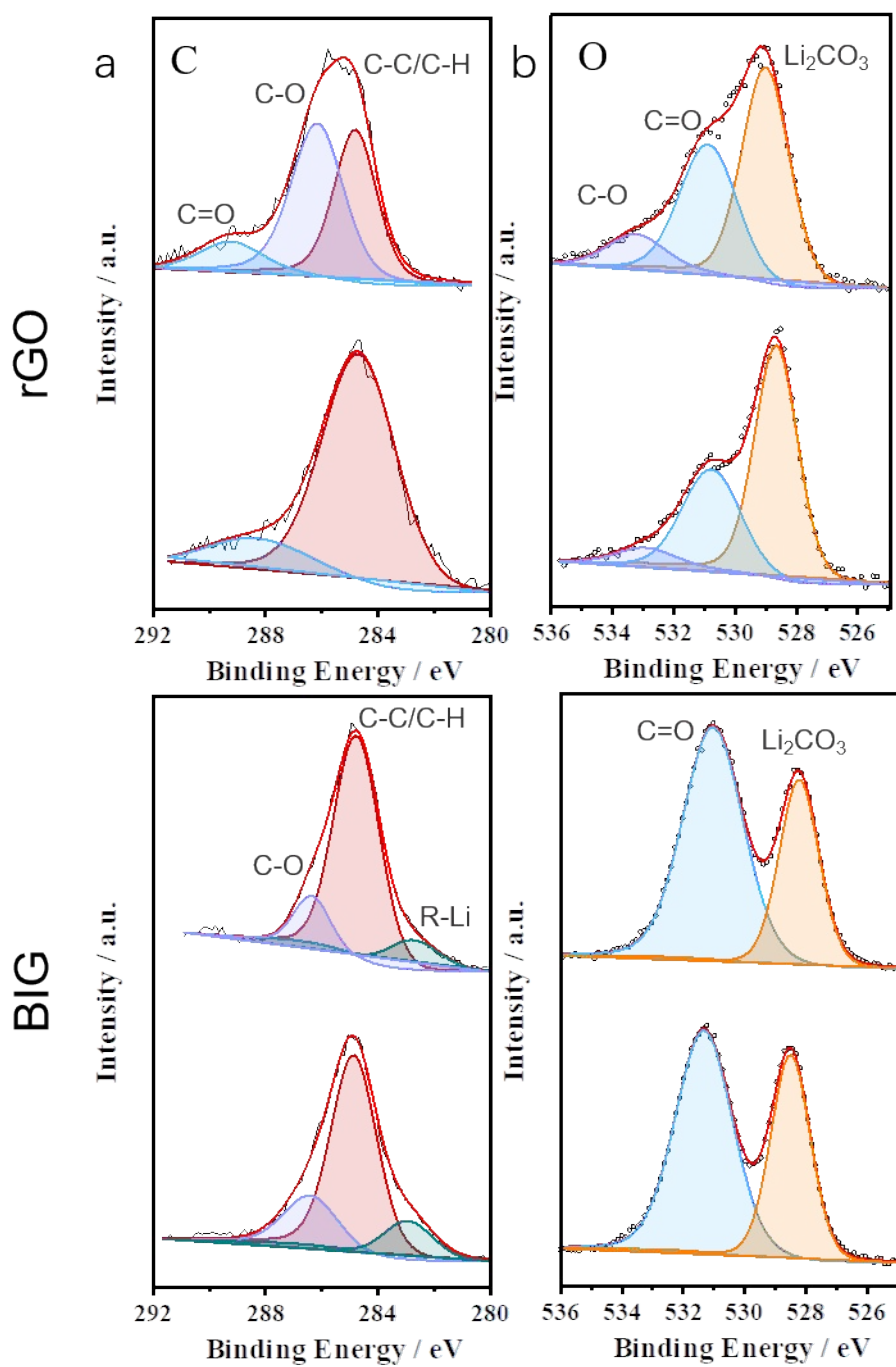 a
C
C-C/C-H
C-O
C=O
b
O
Li₂CO₃
C=O
C-O
rGO
Intensity / a.u.
Intensity / a.u.
292 288 284 280
Binding Energy / eV
536 534 532 530 528 526
Binding Energy / eV
BIG
C-C/C-H
C-O
R-Li
C=O
Li₂CO₃
Intensity / a.u.
Intensity / a.u.
292 288 284 280
Binding Energy / eV
536 534 532 530 528 526
Binding Energy / eV